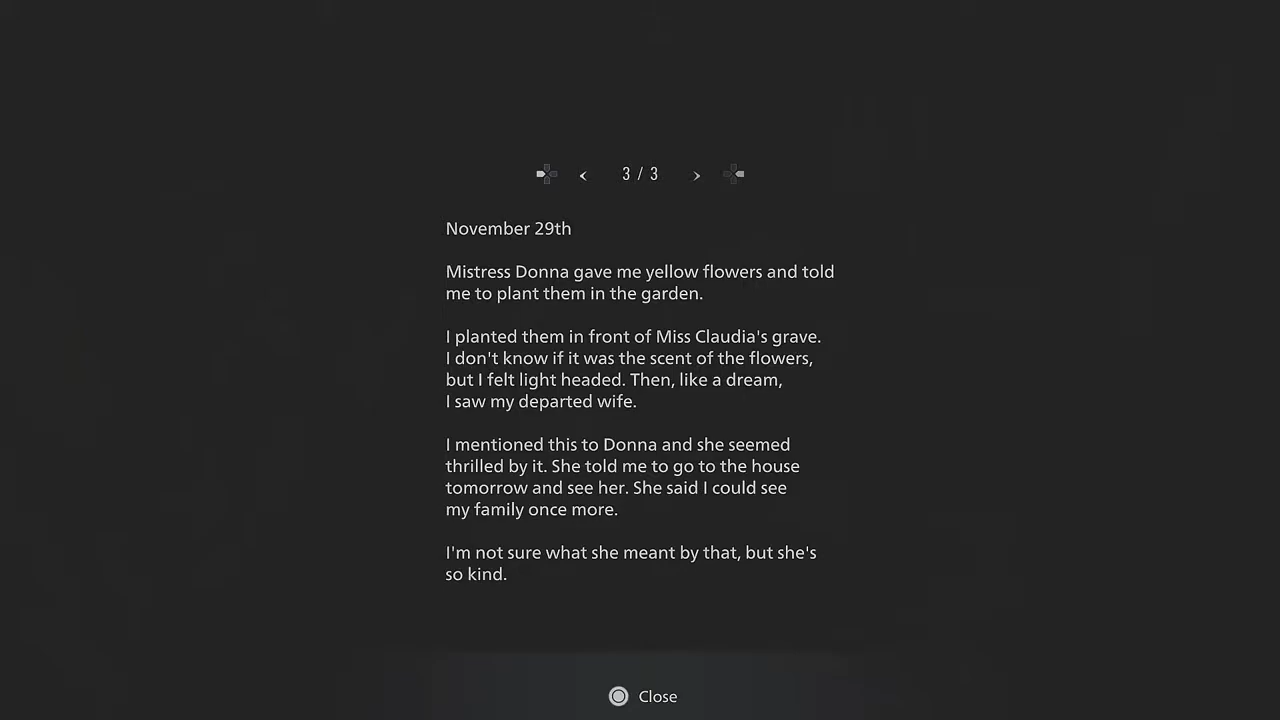 < 3 / 3 >
November 29th
Mistress Donna gave me yellow flowers and told
me to plant them in the garden.
I planted them in front of Miss Claudia's grave.
I don't know if it was the scent of the flowers,
but I felt light headed. Then, like a dream,
I saw my departed wife.
I mentioned this to Donna and she seemed
thrilled by it. She told me to go to the house
tomorrow and see her. She said I could see
my family once more.
I'm not sure what she meant by that, but she's
so kind.
Close